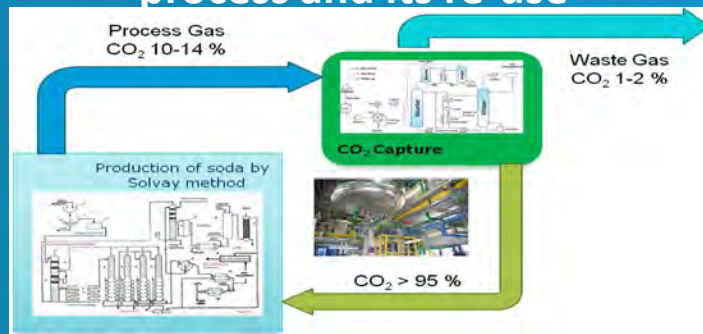 process and its re-use
Process Gas
CO₂ 10-14 %
Waste Gas
CO₂ 1-2 %
CO₂ Capture
Production of soda by
Solvay method
CO₂ > 95 %